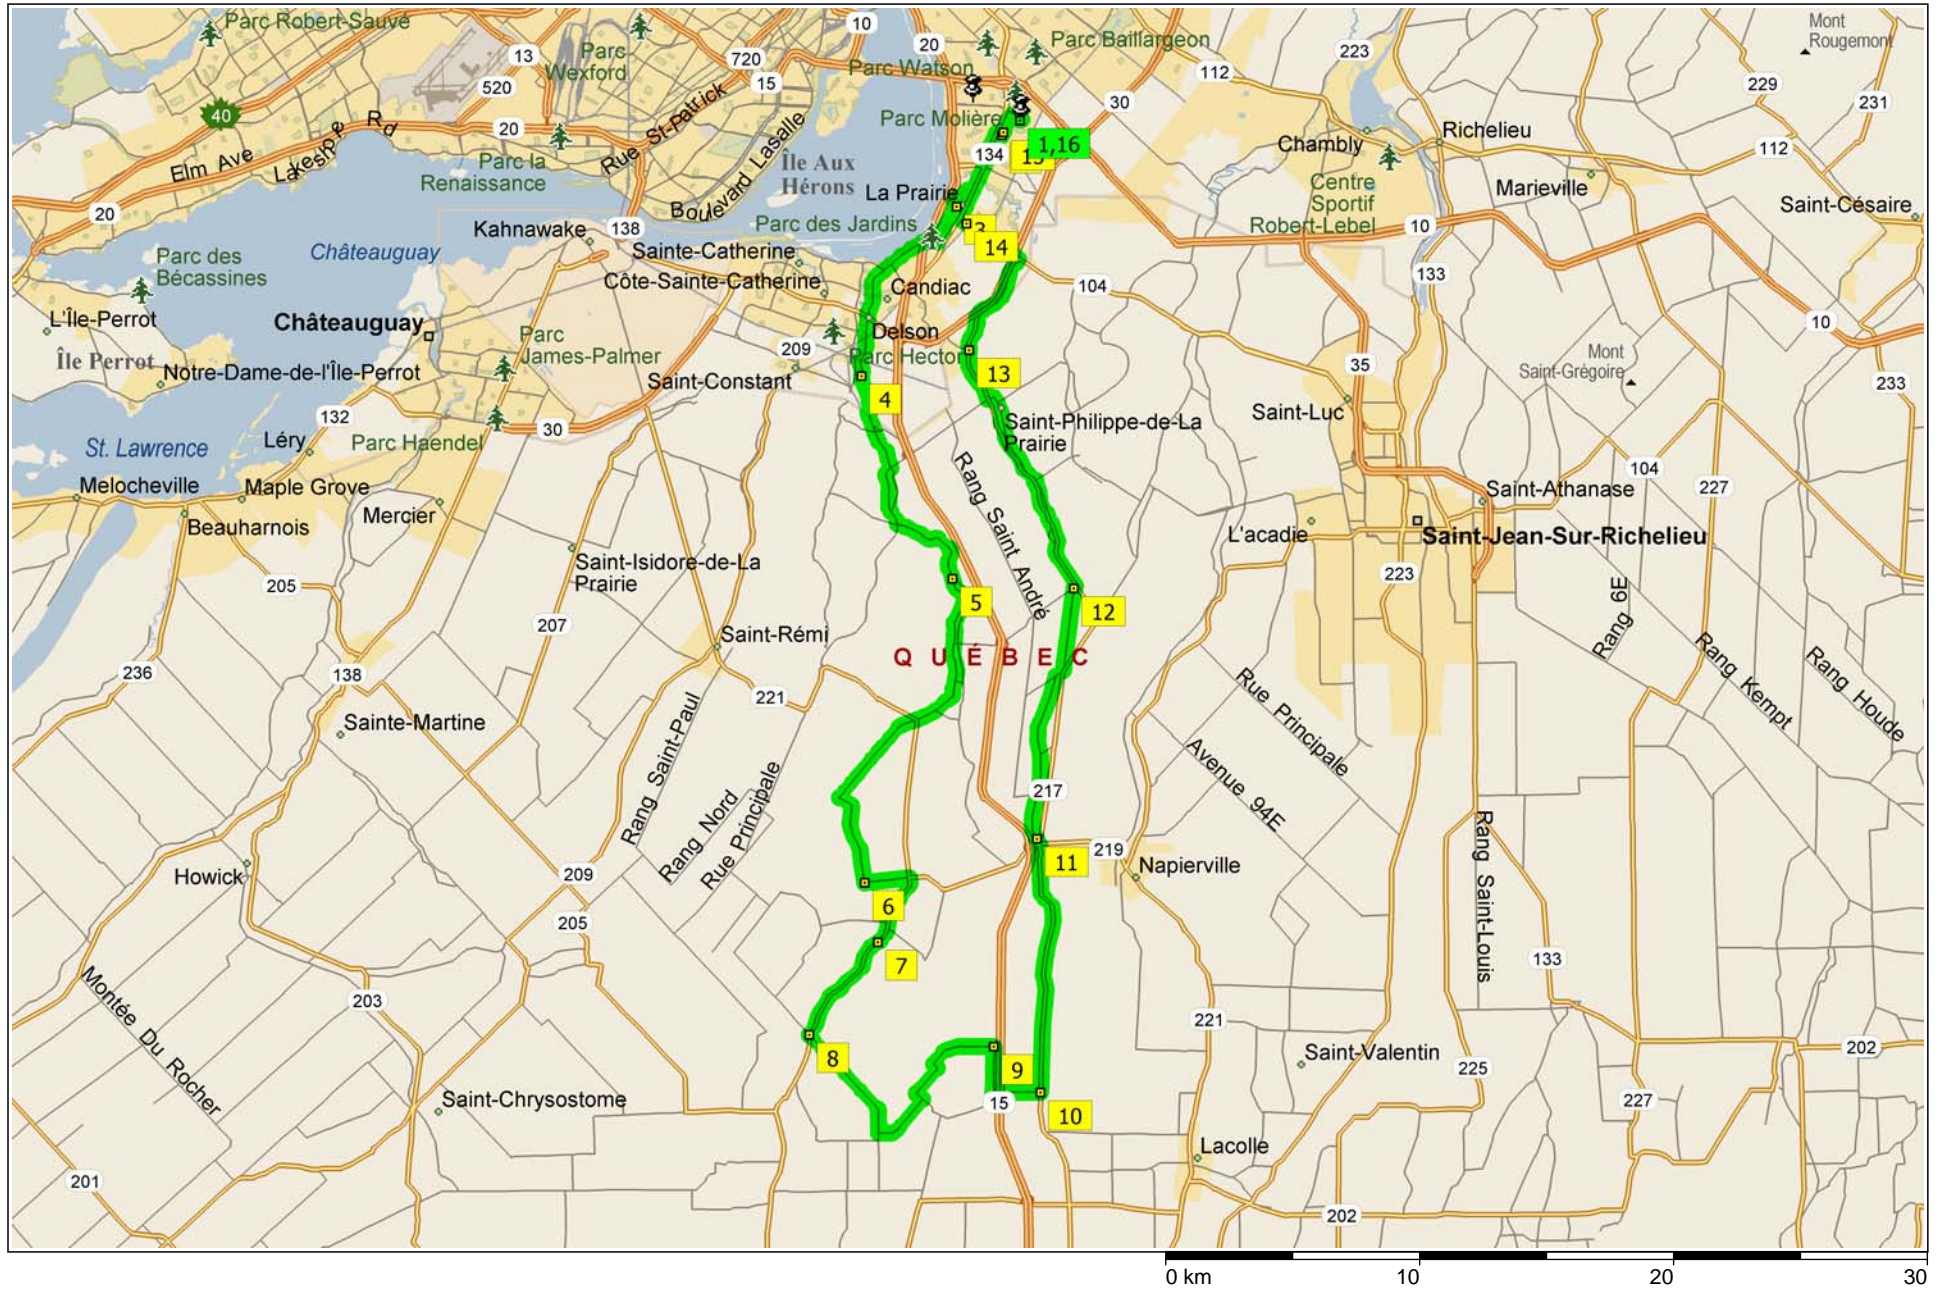 Parc Robert-Sauvé
10
Mont
Rougemont
13
Parc
Wexford
720
20
Parc Baillargeon
223
Parc Watson
112
15
520
229
231
30
40
Elm Ave
Lakeshore Rd
20
Rue St-Patrick
Boulevard Lasalle
Parc Molière
1,16
15
134
Chambly
Richelieu
112
Parc la
Renaissance
Île Aux
Hérons
La Prairie
Centre
Sportif
Robert-Lebel
Marieville
Saint-Césaire
20
Kahnawake
138
Parc des Jardins
3
14
10
Parc des
Bécassines
Châteauguay
Sainte-Catherine
Côte-Sainte-Catherine
Candiac
104
133
L'Île-Perrot
Châteauguay
Delson
10
Île Perrot
Notre-Dame-de-l'Île-Perrot
Parc
James-Palmer
209
Parc Hector
Saint-Constant
13
35
Mont
Saint-Grégoire
233
4
132
30
Léry
Parc Haendel
Saint-Philippe-de-La
Prairie
Saint-Luc
St. Lawrence
Melocheville
Maple Grove
Mercier
Beauharnois
Rang Saint André
104
227
Saint-Athanase
L'acadie
Saint-Jean-Sur-Richelieu
Saint-Isidore-de-La
Prairie
205
223
207
5
12
Rang 6E
Saint-Rémi
QUÉBEC
236
138
221
Rang Saint-Paul
Rue Principale
Rang Kempt
Rang Houde
Sainte-Martine
Avenue 94E
Rang Nord
Rue Principale
217
Rang Saint-Louis
219
11
Napierville
Howick
209
6
205
7
133
Montée Du Rocher
203
221
8
9
Saint-Valentin
202
225
Saint-Chrysostome
15
10
227
Lacolle
201
202
0 km
10
20
30